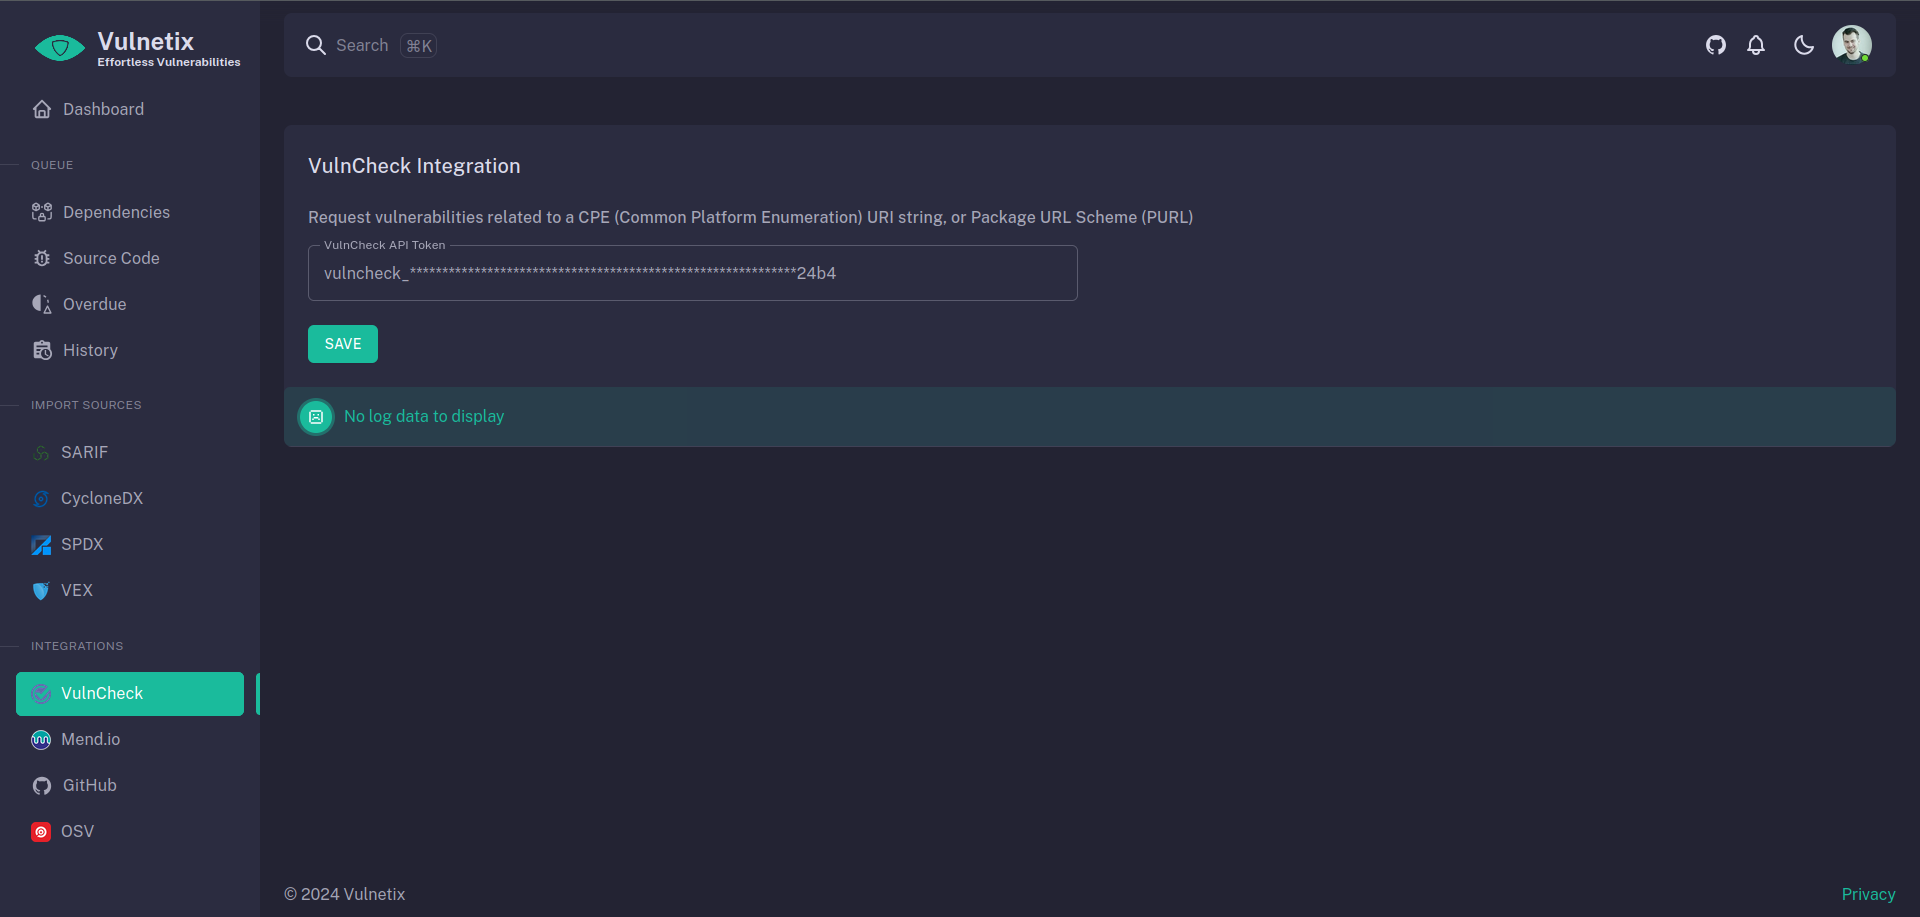 Vulnetix
Effortless Vulnerabilities
Dashboard
QUEUE
Dependencies
Source Code
Overdue
History
IMPORT SOURCES
SARIF
CycloneDX
SPDX
VEX
INTEGRATIONS
VulnCheck
Mend.io
GitHub
OSV
Search ⌘K
VulnCheck Integration
Request vulnerabilities related to a CPE (Common Platform Enumeration) URI string, or Package URL Scheme (PURL)
VulnCheck API Token
vulncheck_************************************************************24b4
SAVE
No log data to display
© 2024 Vulnetix
Privacy